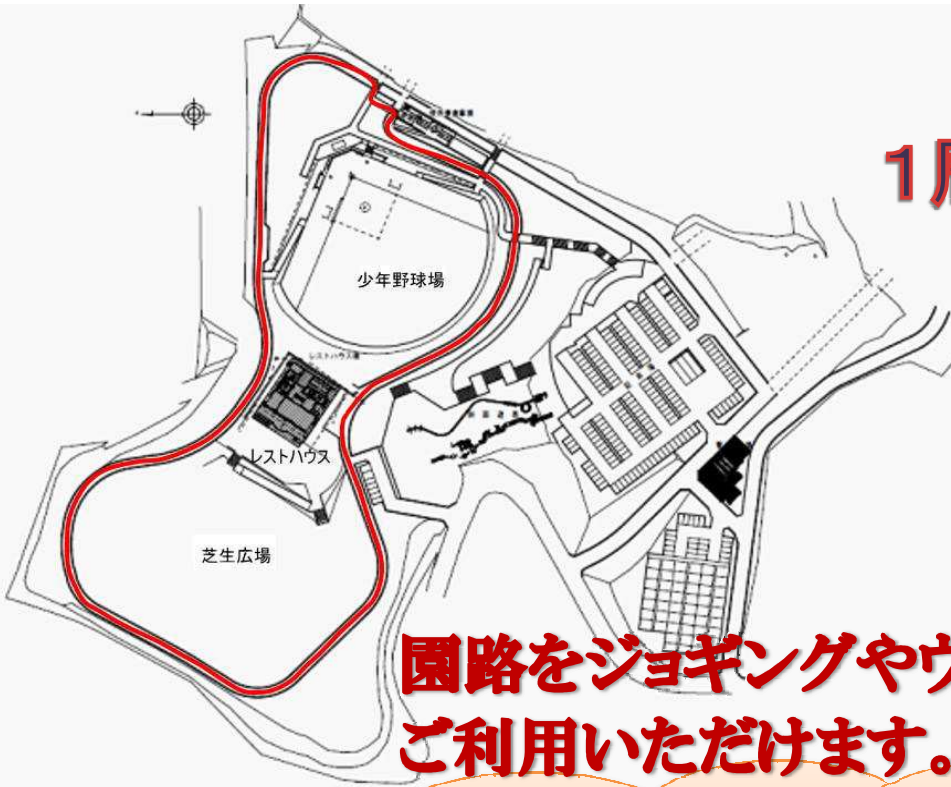 1周
少年野球場
レストハウス
芝生広場
園路をジョギングやウ
ご利用いただけます。